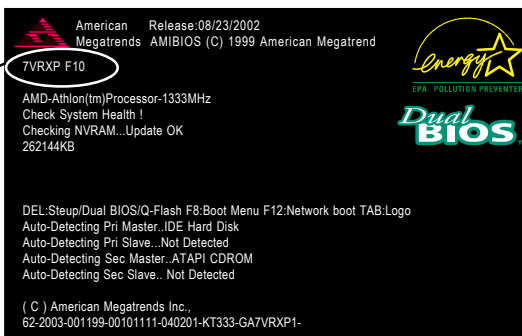 American Release:08/23/2002
Megatrends AMIBIOS (C) 1999 American Megatrend
7VRXP F10
energy
EPA POLLUTION PREVENTER
Dual
BIOS
AMD-Athlon(tm)Processor-1333MHz
Check System Health !
Checking NVRAM...Update OK
262144KB
DEL:Steup/Dual BIOS/Q-Flash F8:Boot Menu F12:Network boot TAB:Logo
Auto-Detecting Pri Master..IDE Hard Disk
Auto-Detecting Pri Slave...Not Detected
Auto-Detecting Sec Master..ATAPI CDROM
Auto-Detecting Sec Slave.. Not Detected
( C ) American Megatrends Inc.,
62-2003-001199-00101111-040201-KT333-GA7VRXP1-